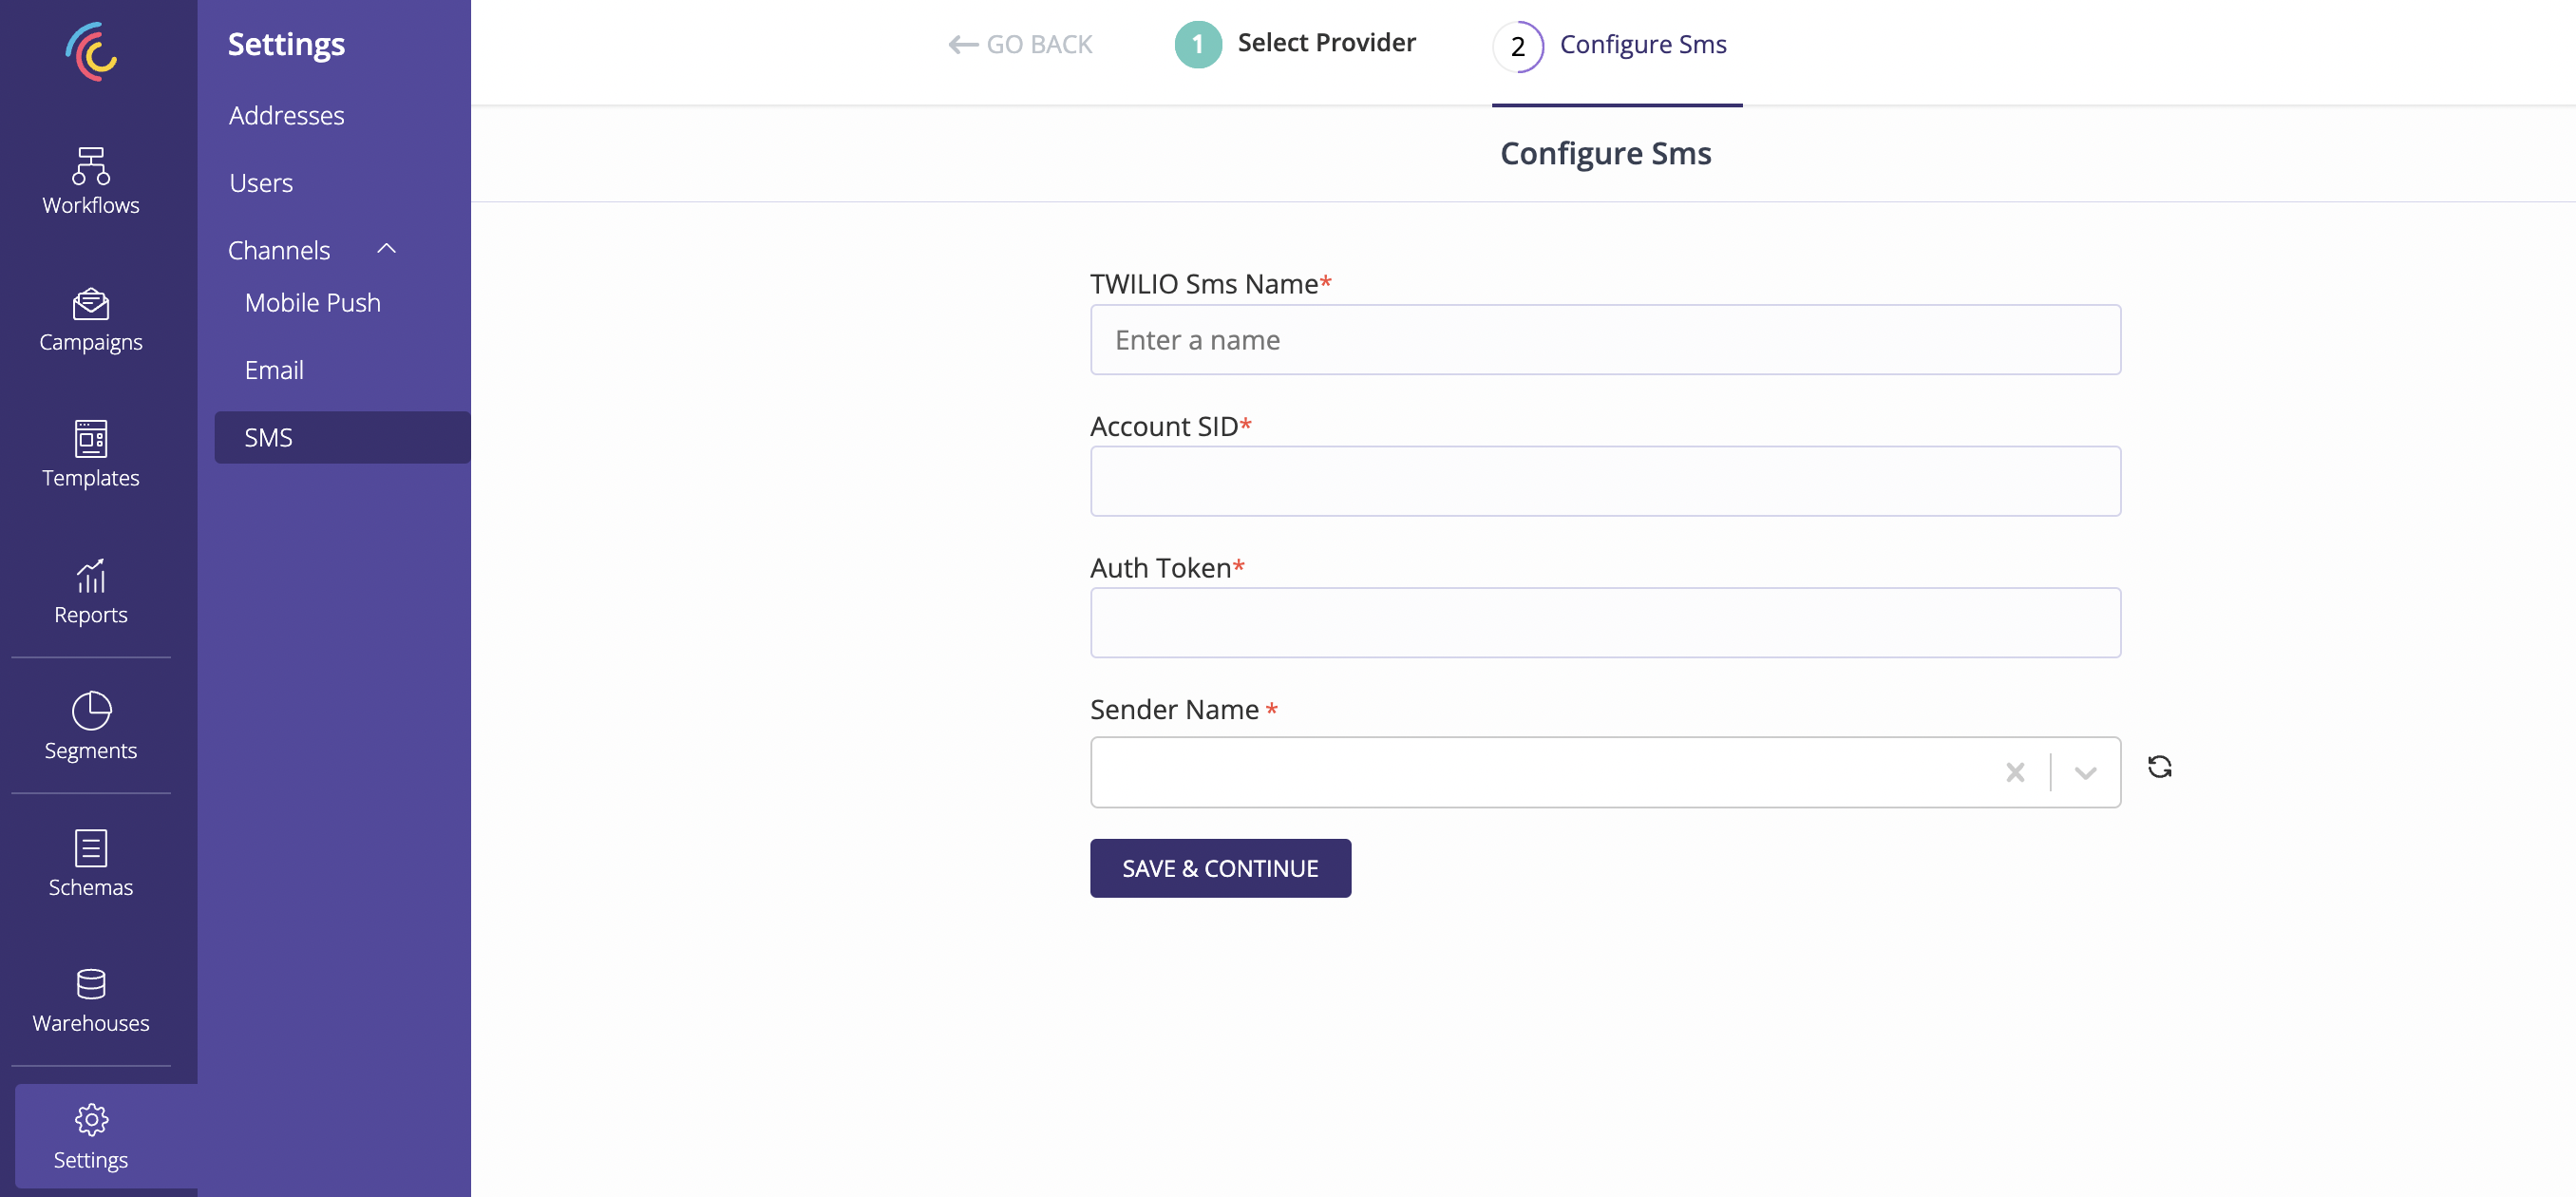 Workflows
Campaigns
Templates
Reports
Segments
Schemas
Warehouses
Settings
Settings
Addresses
Users
Channels
Mobile Push
Email
SMS
GO BACK
1 Select Provider
2 Configure Sms
Configure Sms
TWILIO Sms Name*
Enter a name
Account SID*
Auth Token*
Sender Name *
SAVE & CONTINUE